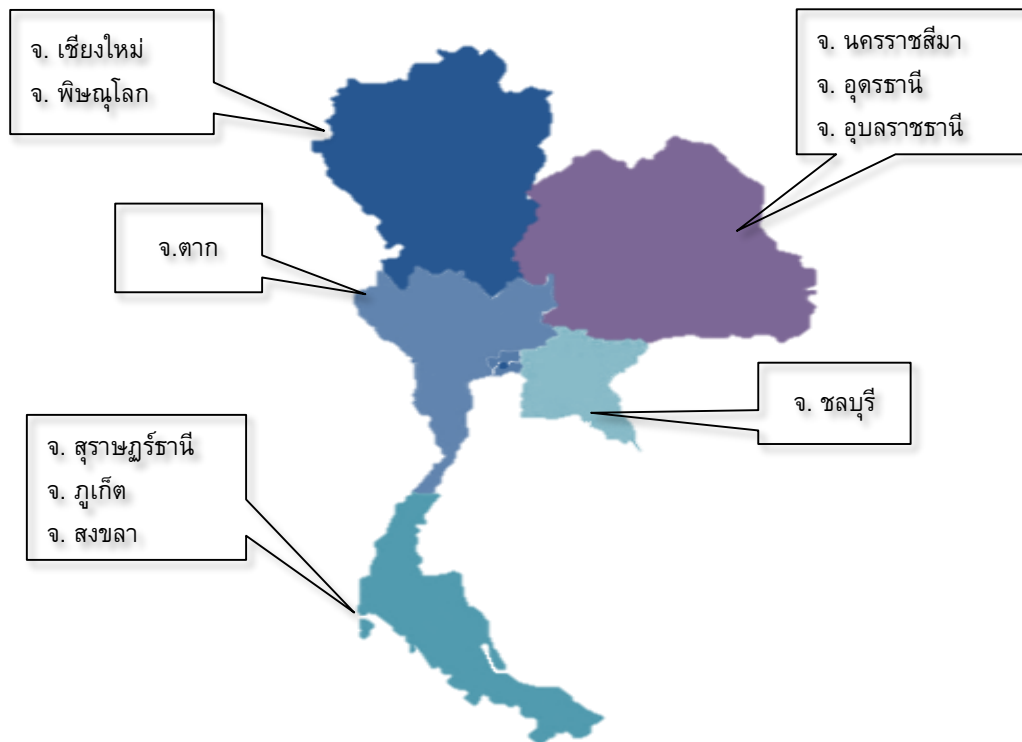 จ. เชียงใหม่
จ. พิษณุโลก
จ. นครราชสีมา
จ. อุดรธานี
จ. อุบลราชธานี
จ.ตาก
จ. ชลบุรี
จ. สุราษฏร์ธานี
จ. ภูเก็ต
จ. สงขลา